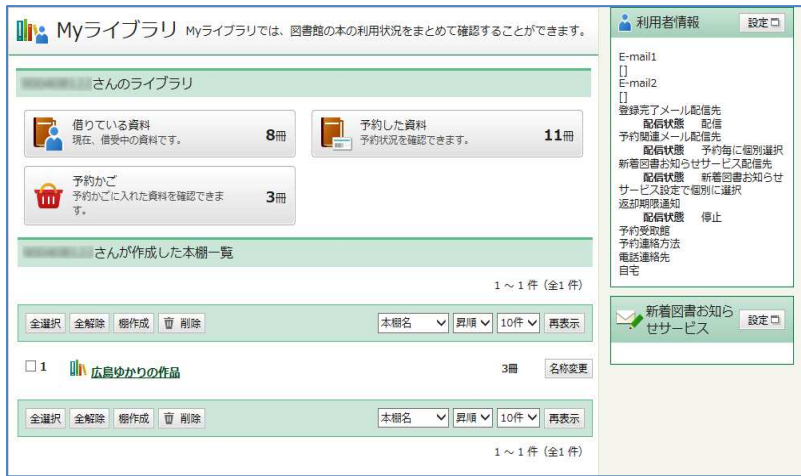 Myライブラリ Myライブラリでは、図書館の本の利用状況をまとめて確認することができます。
さんのライブラリ
借りている資料
現在、借受中の資料です。
8冊
予約した資料
予約状況を確認できます。
11冊
予約かご
予約かごに入れた資料を確認できま
す。
3冊
さんが作成した本棚一覧
1 ～ 1 件（全1 件）
全選択 全解除 棚作成 削除 本棚名 昇順 10件 再表示
1 広島ゆかりの作品 3冊 名称変更
全選択 全解除 棚作成 削除 本棚名 昇順 10件 再表示
1 ～ 1 件（全1 件）
利用者情報 設定
E-mail1
[]
E-mail2
[]
登録完了メール配信先
配信状態 配信
予約関連メール配信先
配信状態 予約毎に個別選択
新着図書お知らせサービス配信先
配信状態 新着図書お知らせ
サービス設定で個別に選択
返却期限通知
配信状態 停止
予約受取館
予約連絡方法
電話連絡先
自宅
新着図書お知ら
せサービス
設定